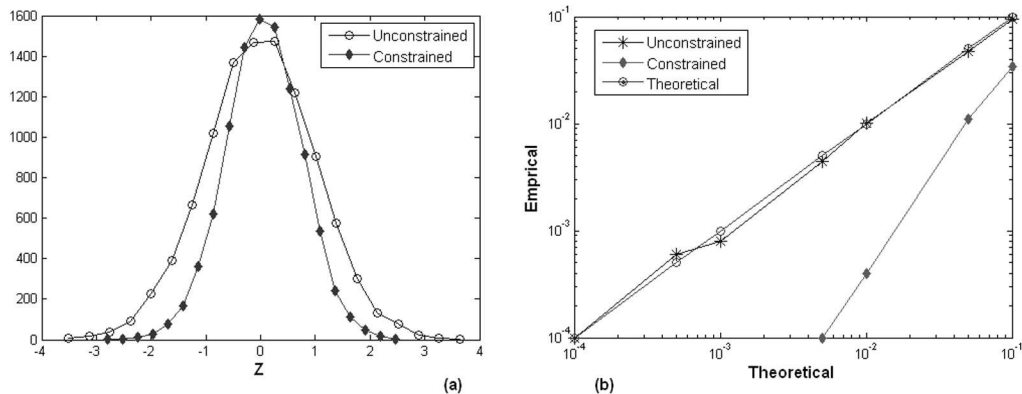 1600
1400
1200
1000
800
600
400
200
0
-4 -3 -2 -1 0 1 2 3 4
Z
Unconstrained
Constrained
(a)
Emprical
10^-1
10^-2
10^-3
10^-4
10^-4 10^-3 10^-2 10^-1
Theoretical
Unconstrained
Constrained
Theoretical
(b)